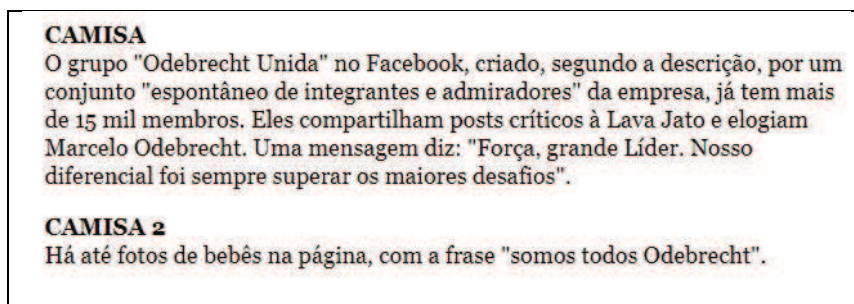 CAMISA
O grupo "Odebrecht Unida" no Facebook, criado, segundo a descrição, por um
conjunto "espontâneo de integrantes e admiradores" da empresa, já tem mais
de 15 mil membros. Eles compartilham posts críticos à Lava Jato e elogiam
Marcelo Odebrecht. Uma mensagem diz: "Força, grande Líder. Nosso
diferencial foi sempre superar os maiores desafios".
CAMISA 2
Há até fotos de bebês na página, com a frase "somos todos Odebrecht".